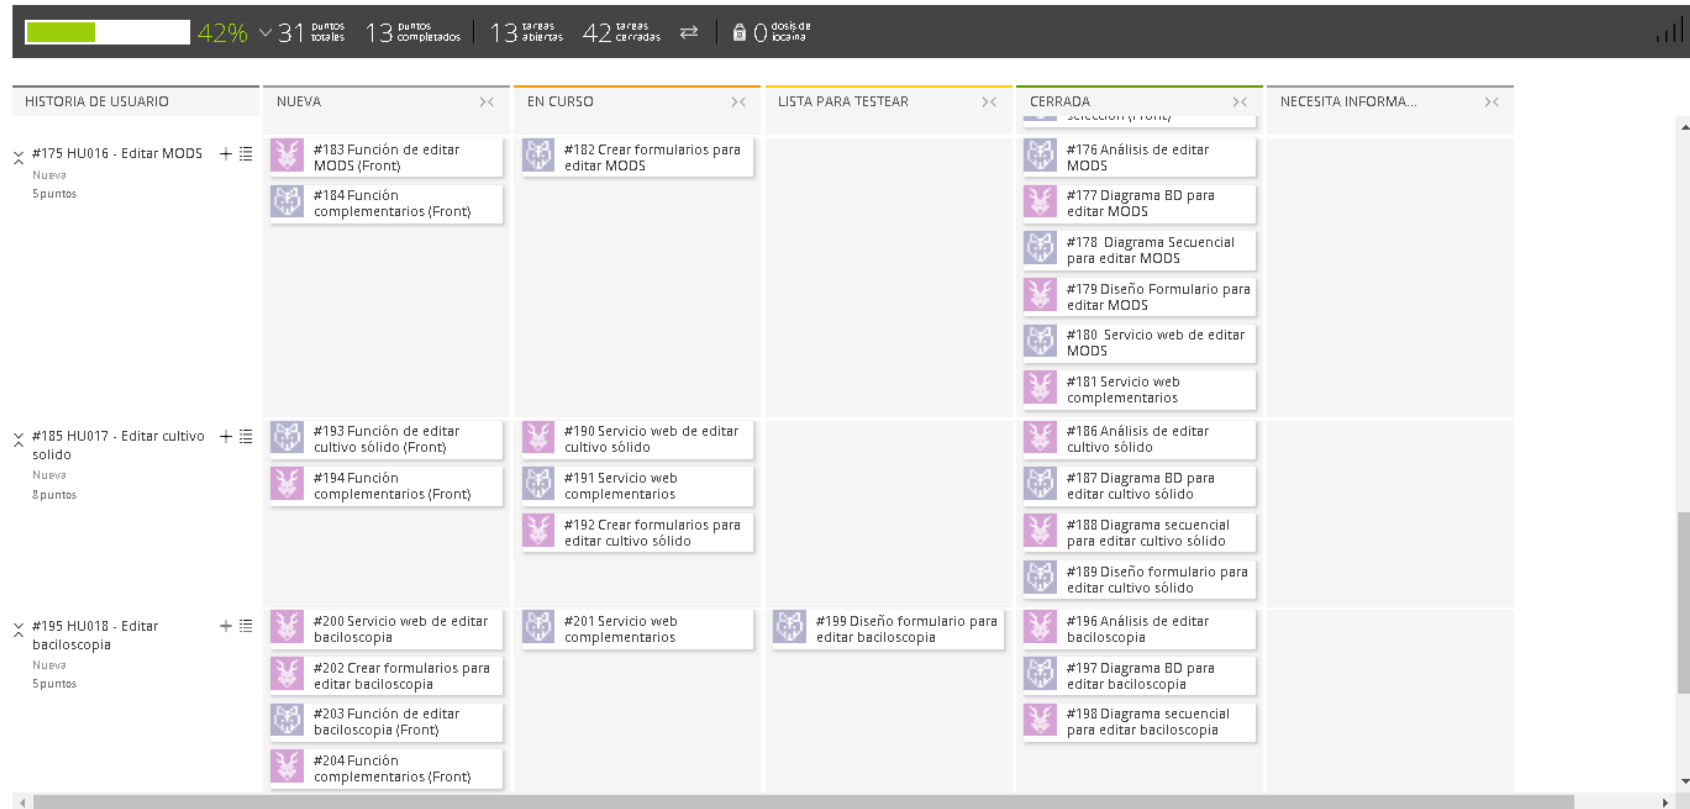 42% 31 puntos totales 13 puntos completados 13 tareas abiertas 42 tareas cerradas 0 dosis de iocaína
HISTORIA DE USUARIO
NUEVA
EN CURSO
LISTA PARA TESTEAR
CERRADA
NECESITA INFORMA...
selección (Front)
#175 HU016 - Editar MODS
Nueva
5puntos
#183 Función de editar
MODS (Front)
#184 Función
complementarios (Front)
#182 Crear formularios para
editar MODS
#176 Análisis de editar
MODS
#177 Diagrama BD para
editar MODS
#178 Diagrama Secuencial
para editar MODS
#179 Diseño Formulario para
editar MODS
#180 Servicio web de editar
MODS
#181 Servicio web
complementarios
#185 HU017 - Editar cultivo
solido
Nueva
8puntos
#193 Función de editar
cultivo sólido (Front)
#194 Función
complementarios (Front)
#190 Servicio web de editar
cultivo sólido
#191 Servicio web
complementarios
#192 Crear formularios para
editar cultivo sólido
#186 Análisis de editar
cultivo sólido
#187 Diagrama BD para
editar cultivo sólido
#188 Diagrama secuencial
para editar cultivo sólido
#189 Diseño formulario para
editar cultivo sólido
#195 HU018 - Editar
baciloscopia
Nueva
5puntos
#200 Servicio web de editar
baciloscopia
#202 Crear formularios para
editar baciloscopia
#203 Función de editar
baciloscopia (Front)
#204 Función
complementarios (Front)
#201 Servicio web
complementarios
#199 Diseño formulario para
editar baciloscopia
#196 Análisis de editar
baciloscopia
#197 Diagrama BD para
editar baciloscopia
#198 Diagrama secuencial
para editar baciloscopia